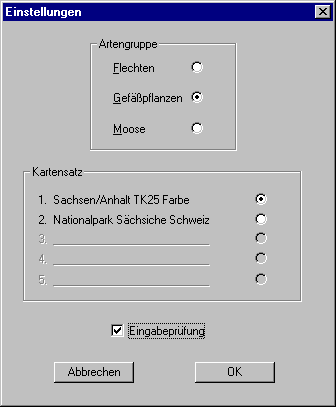 Einstellungen
Artengruppe
Flechten
Gefäßpflanzen
Moose
Kartensatz
1. Sachsen/Anhalt TK25 Farbe
2. Nationalpark Sächsiche Schweiz
3.
4.
5.
Eingabeprüfung
Abbrechen OK